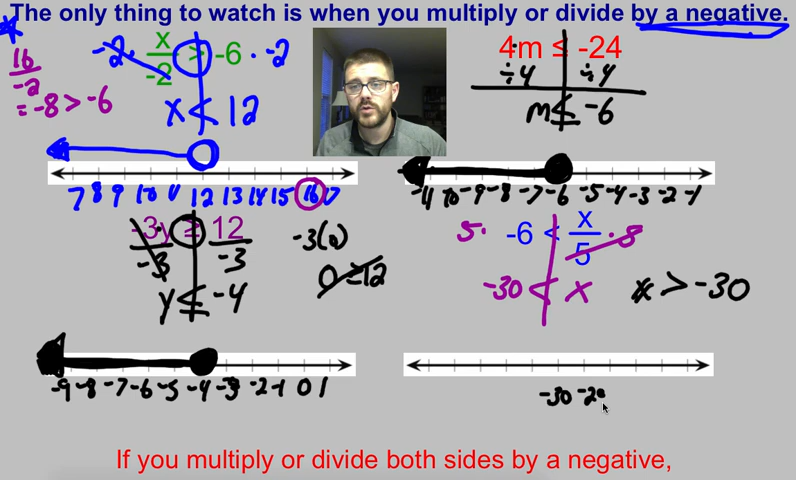 The only thing to watch is when you multiply or divide by a negative.
-2 · x/-2 > -6 · -2
16/-2
= -8 > -6
x < 12
7 8 9 10 11 12 13 14 15 16 17
4m ≤ -24
÷4 ÷4
m ≤ -6
-11 -10 -9 -8 -7 -6 -5 -4 -3 -2 -1
-3y ≥ 12
-3 -3
y ≤ -4
-3(0)
0 ≥ 12
-9 -8 -7 -6 -5 -4 -3 -2 -1 0 1
5 · -6 < x/5 ·
-30 < x
x > -30
-30
If you multiply or divide both sides by a negative,